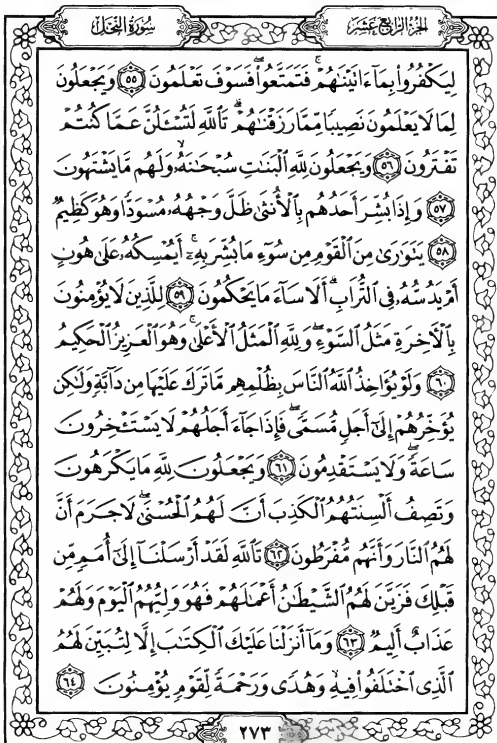 الجزء الرابع عشر
سورة النحل
لِيَكْفُرُوا۟ بِمَآ ءَاتَيْنَـٰهُمْ ۚ فَتَمَتَّعُوا۟ ۖ فَسَوْفَ تَعْلَمُونَ ٥٥ وَيَجْعَلُونَ
لِمَا لَا يَعْلَمُونَ نَصِيبًا مِّمَّا رَزَقْنَـٰهُمْ ۗ تَٱللَّهِ لَتُسْـَٔلُنَّ عَمَّا كُنتُمْ
تَفْتَرُونَ ٥٦ وَيَجْعَلُونَ لِلَّهِ ٱلْبَنَـٰتِ سُبْحَـٰنَهُۥ ۙ وَلَهُم مَّا يَشْتَهُونَ
٥٧ وَإِذَا بُشِّرَ أَحَدُهُم بِٱلْأُنثَىٰ ظَلَّ وَجْهُهُۥ مُسْوَدًّا وَهُوَ كَظِيمٌ
٥٨ يَتَوَٰرَىٰ مِنَ ٱلْقَوْمِ مِن سُوٓءِ مَا بُشِّرَ بِهِۦٓ ۚ أَيُمْسِكُهُۥ عَلَىٰ هُونٍ
أَمْ يَدُسُّهُۥ فِى ٱلتُّرَابِ ۗ أَلَا سَآءَ مَا يَحْكُمُونَ ٥٩ لِلَّذِينَ لَا يُؤْمِنُونَ
بِٱلْـَٔاخِرَةِ مَثَلُ ٱلسَّوْءِ ۖ وَلِلَّهِ ٱلْمَثَلُ ٱلْأَعْلَىٰ ۚ وَهُوَ ٱلْعَزِيزُ ٱلْحَكِيمُ
٦٠ وَلَوْ يُؤَاخِذُ ٱللَّهُ ٱلنَّاسَ بِظُلْمِهِم مَّا تَرَكَ عَلَيْهَا مِن دَآبَّةٍ وَلَـٰكِن
يُؤَخِّرُهُمْ إِلَىٰٓ أَجَلٍ مُّسَمًّى ۖ فَإِذَا جَآءَ أَجَلُهُمْ لَا يَسْتَـْٔخِرُونَ
سَاعَةً ۖ وَلَا يَسْتَقْدِمُونَ ٦١ وَيَجْعَلُونَ لِلَّهِ مَا يَكْرَهُونَ
وَتَصِفُ أَلْسِنَتُهُمُ ٱلْكَذِبَ أَنَّ لَهُمُ ٱلْحُسْنَىٰ ۖ لَا جَرَمَ أَنَّ
لَهُمُ ٱلنَّارَ وَأَنَّهُم مُّفْرَطُونَ ٦٢ تَٱللَّهِ لَقَدْ أَرْسَلْنَآ إِلَىٰٓ أُمَمٍ مِّن
قَبْلِكَ فَزَيَّنَ لَهُمُ ٱلشَّيْطَـٰنُ أَعْمَـٰلَهُمْ فَهُوَ وَلِيُّهُمُ ٱلْيَوْمَ وَلَهُمْ
عَذَابٌ أَلِيمٌ ٦٣ وَمَآ أَنزَلْنَا عَلَيْكَ ٱلْكِتَـٰبَ إِلَّا لِتُبَيِّنَ لَهُمُ
ٱلَّذِى ٱخْتَلَفُوا۟ فِيهِ ۙ وَهُدًى وَرَحْمَةً لِّقَوْمٍ يُؤْمِنُونَ ٦٤
٢٧٣